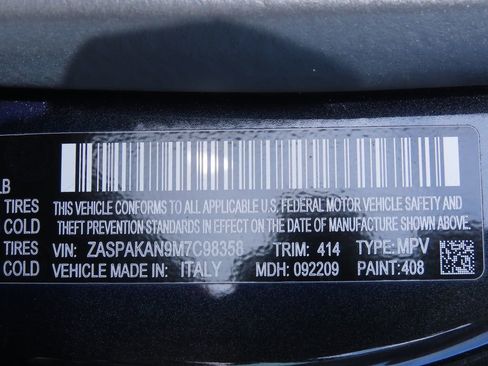 LB
TIRES THIS VEHICLE CONFORMS TO ALL APPLICABLE U.S. FEDERAL MOTOR VEHICLE SAFETY AND
COLD THEFT PREVENTION STANDARDS IN EFFECT ON THE DATE OF MANUFACTURE SHOWN ABOVE.
TIRES VIN: ZASPAKAN9M7C98358 TRIM: 414 TYPE: MPV
COLD VEHICLE MADE IN: ITALY MDH: 092209 PAINT: 408